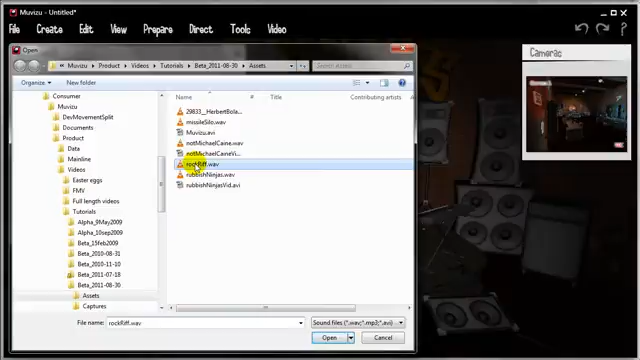 Muvizu - Untitled*
File Create Edit View Prepare Direct Tools Video
Open
Cameras
« Muvizu ▸ Product ▸ Videos ▸ Tutorials ▸ Beta_2011-08-30 ▸ Assets
Organize New folder
Name # Title Contributing artists
Consumer
Muvizu
DevMovementSplit
Documents
Product
Data
Mainline
Videos
Easter eggs
FMV
Full length videos
Tutorials
Alpha_9May2009
Alpha_10sep2009
Beta_15feb2009
Beta_2010-08-31
Beta_2010-11-10
Beta_2011-07-18
Beta_2011-08-30
Assets
Captures
29833__HerbertBola...
missileSilo.wav
Muvizu.avi
notMichaelCaine.wav
notMichaelCaineVi...
rockRiff.wav
rubbishNinjas.wav
rubbishNinjasVid.avi
File name: rockRiff.wav
Sound files (*.wav;*.mp3;*.avi)
Open Cancel